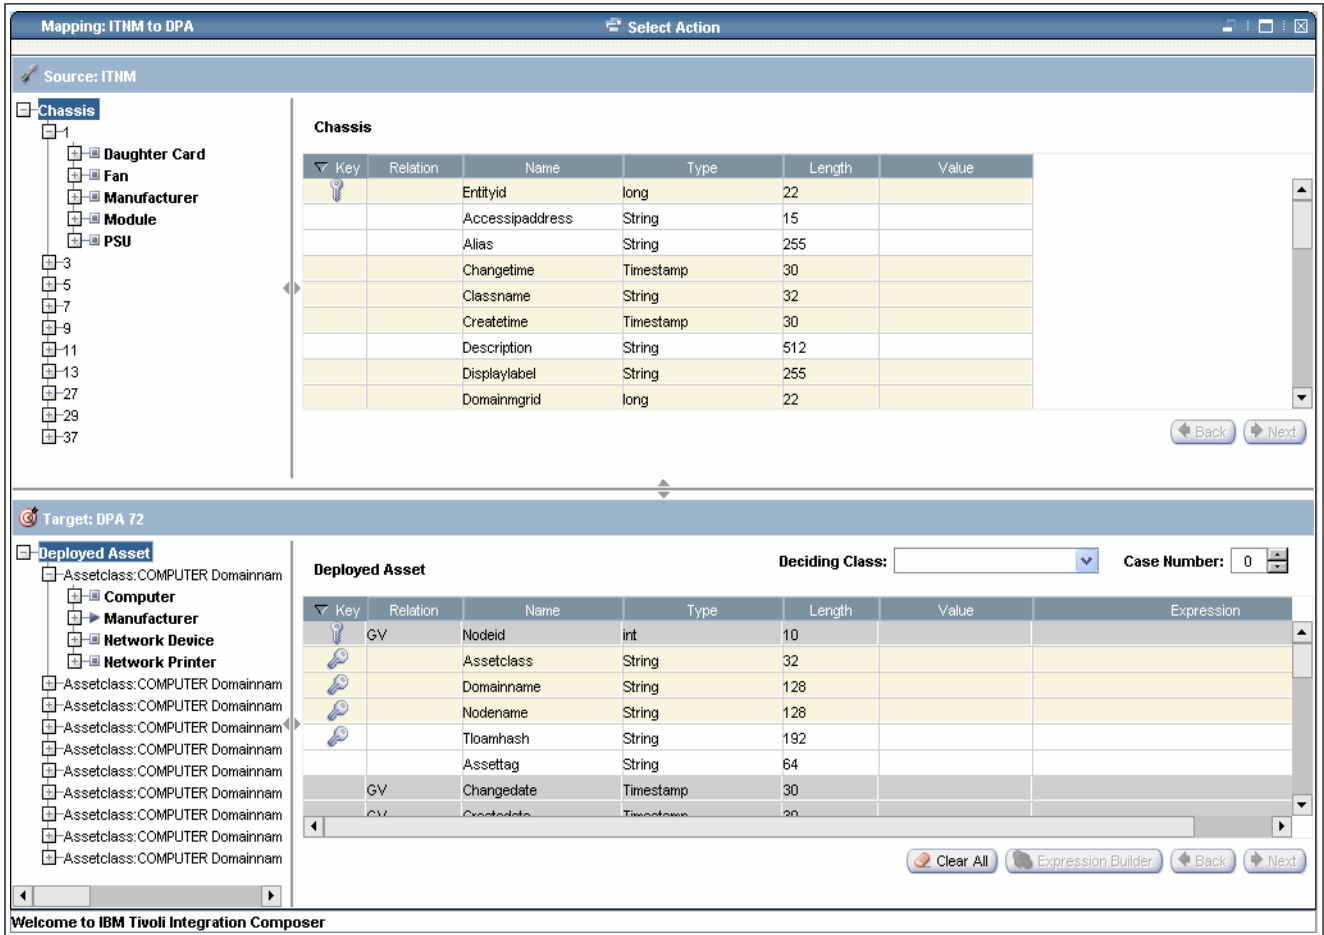 Mapping: ITNM to DPA
Select Action
Source: ITNM
Chassis
1
Daughter Card
Fan
Manufacturer
Module
PSU
3
5
7
9
11
13
27
29
37
Chassis
Key Relation Name Type Length Value
Entityid long 22
Accessipaddress String 15
Alias String 255
Changetime Timestamp 30
Classname String 32
Createtime Timestamp 30
Description String 512
Displaylabel String 255
Domainmgrid long 22
Back Next
Target: DPA 72
Deployed Asset
Assetclass:COMPUTER Domainnam
Computer
Manufacturer
Network Device
Network Printer
Assetclass:COMPUTER Domainnam
Assetclass:COMPUTER Domainnam
Assetclass:COMPUTER Domainnam
Assetclass:COMPUTER Domainnam
Assetclass:COMPUTER Domainnam
Assetclass:COMPUTER Domainnam
Assetclass:COMPUTER Domainnam
Assetclass:COMPUTER Domainnam
Assetclass:COMPUTER Domainnam
Deployed Asset
Deciding Class: Case Number: 0
Key Relation Name Type Length Value Expression
GV Nodeid int 10
Assetclass String 32
Domainname String 128
Nodename String 128
Tloamhash String 192
Assettag String 64
GV Changedate Timestamp 30
GV Createdate Timestamp 30
Clear All Expression Builder Back Next
Welcome to IBM Tivoli Integration Composer